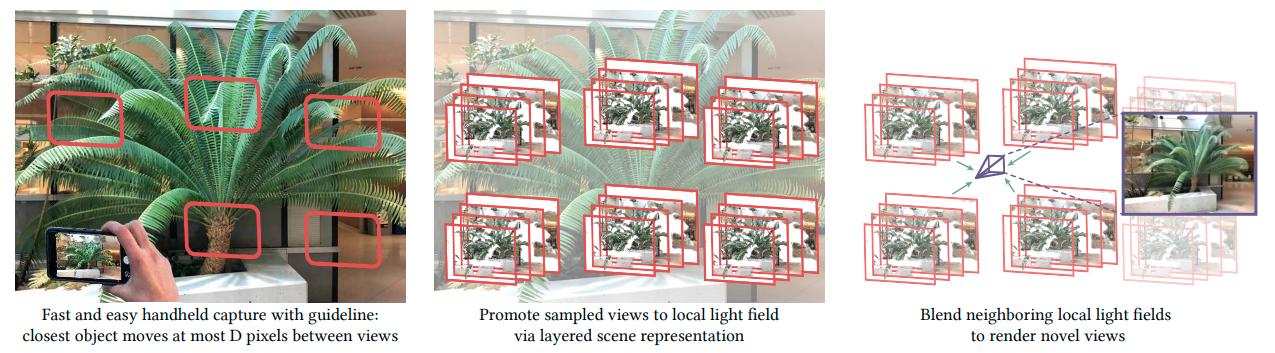 Fast and easy handheld capture with guideline:
closest object moves at most D pixels between views
Promote sampled views to local light field
via layered scene representation
Blend neighboring local light fields
to render novel views